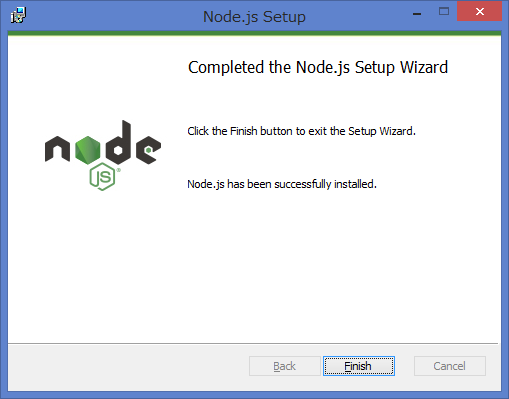 Node.js Setup
Completed the Node.js Setup Wizard
Click the Finish button to exit the Setup Wizard.
node
JS®
Node.js has been successfully installed.
Back
Finish
Cancel